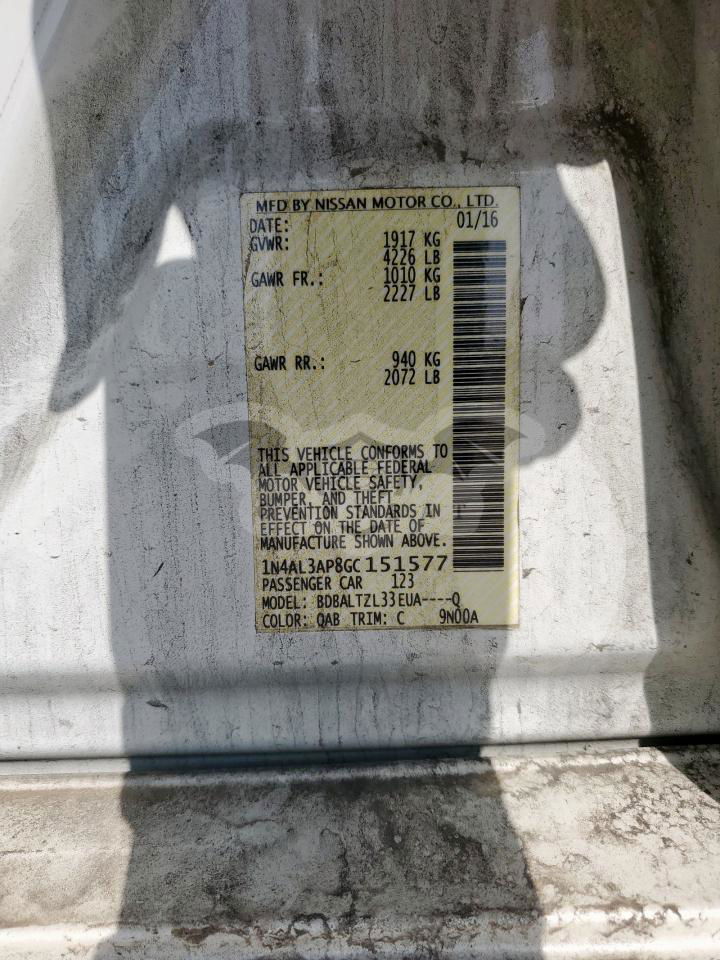 MFD BY NISSAN MOTOR CO., LTD.
DATE: 01/16
GVWR: 1917 KG
4226 LB
GAWR FR.: 1010 KG
2227 LB
GAWR RR.: 940 KG
2072 LB
THIS VEHICLE CONFORMS TO
ALL APPLICABLE FEDERAL
MOTOR VEHICLE SAFETY,
BUMPER, AND THEFT
PREVENTION STANDARDS IN
EFFECT ON THE DATE OF
MANUFACTURE SHOWN ABOVE.
1N4AL3AP8GC151577
PASSENGER CAR 123
MODEL: BDBALTZL33EUA----Q
COLOR: QAB TRIM: C 9N00A